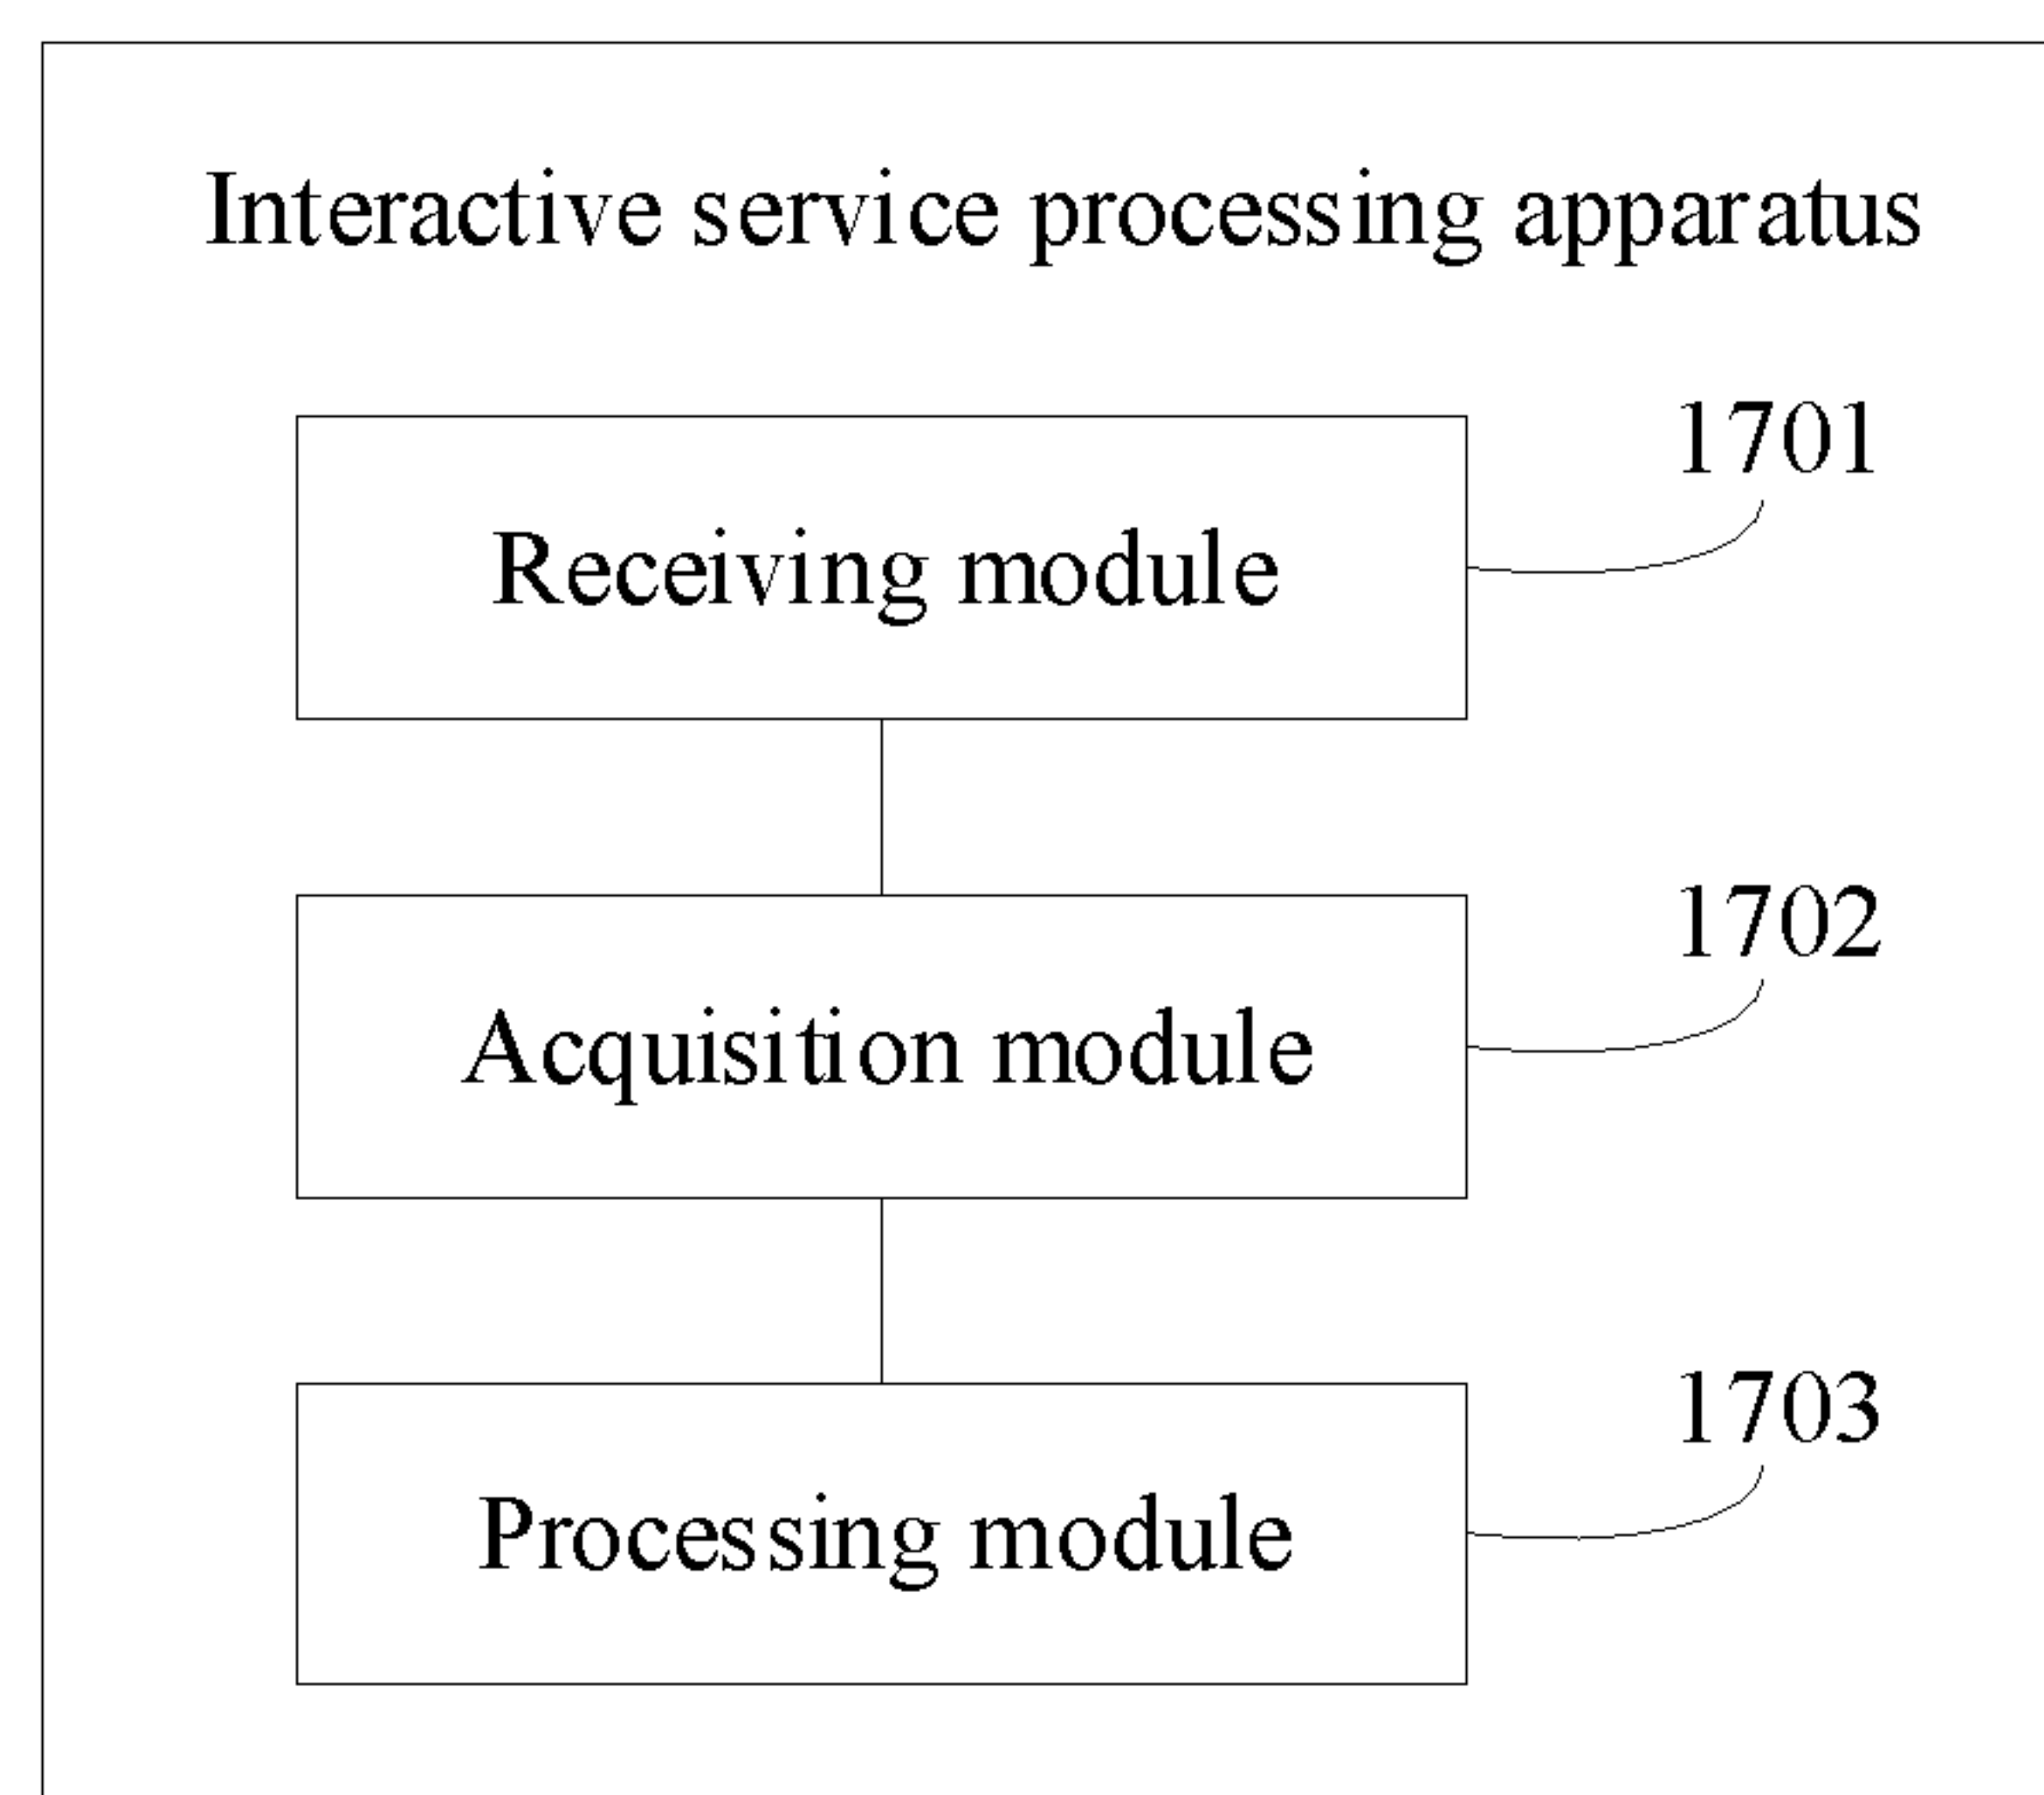 Interactive service processing apparatus
1701
Receiving module
1702
Acquisition module
1703
Processing module